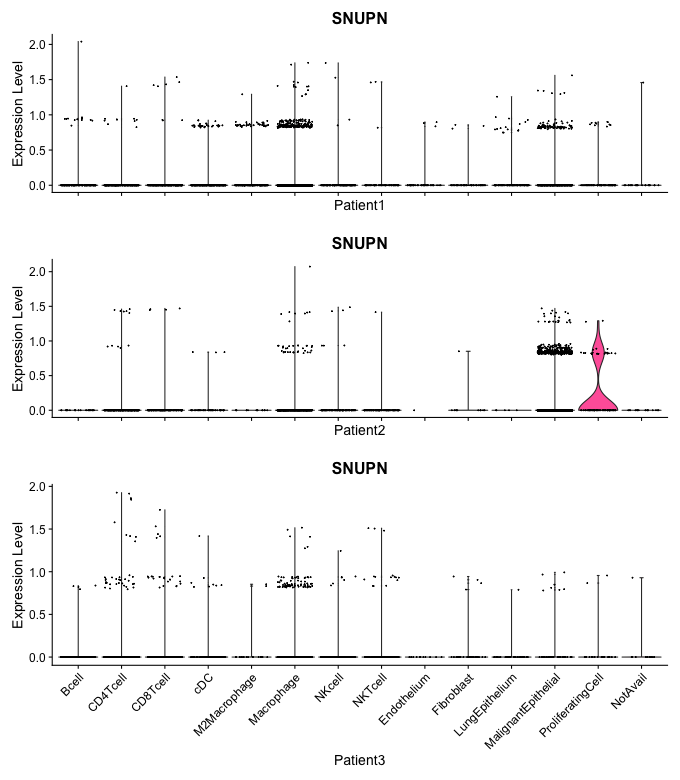 SNUPN
Expression Level
2.0
1.5
1.0
0.5
0.0
Patient1
SNUPN
Expression Level
2.0
1.5
1.0
0.5
0.0
Patient2
SNUPN
Expression Level
2.0
1.5
1.0
0.5
0.0
Bcell
CD4Tcell
CD8Tcell
cDC
M2Macrophage
Macrophage
NKcell
NKTcell
Endothelium
Fibroblast
LungEpithelium
MalignantEpithelial
ProliferatingCell
NotAvail
Patient3